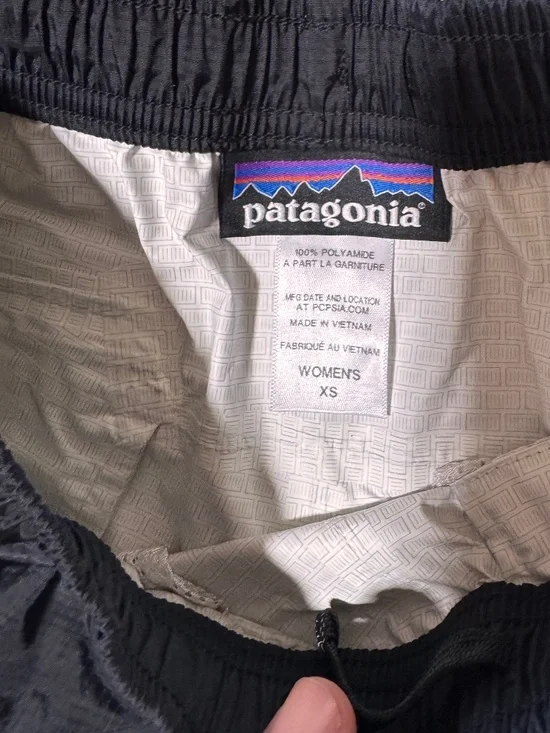 patagonia®
100% POLYAMIDE
A PART LA GARNITURE
MFG DATE AND LOCATION
AT PCPSIA.COM
MADE IN VIETNAM
FABRIQUÉ AU VIETNAM
WOMEN'S
XS